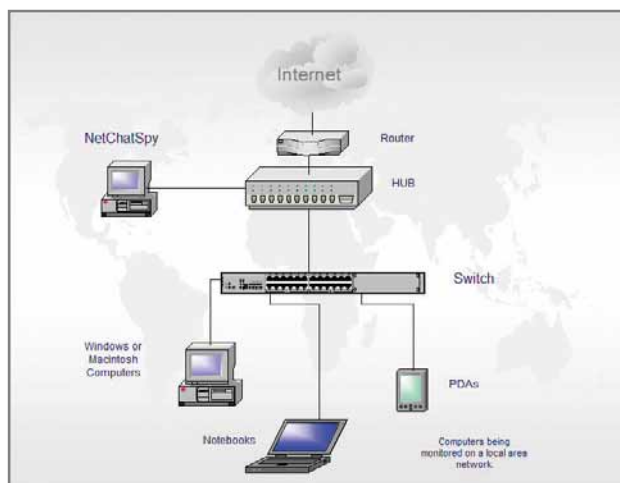 Internet
Router
NetChatSpy
HUB
Switch
Windows or
Macintosh
Computers
PDAs
Notebooks
Computers being
monitored on a local area
network.